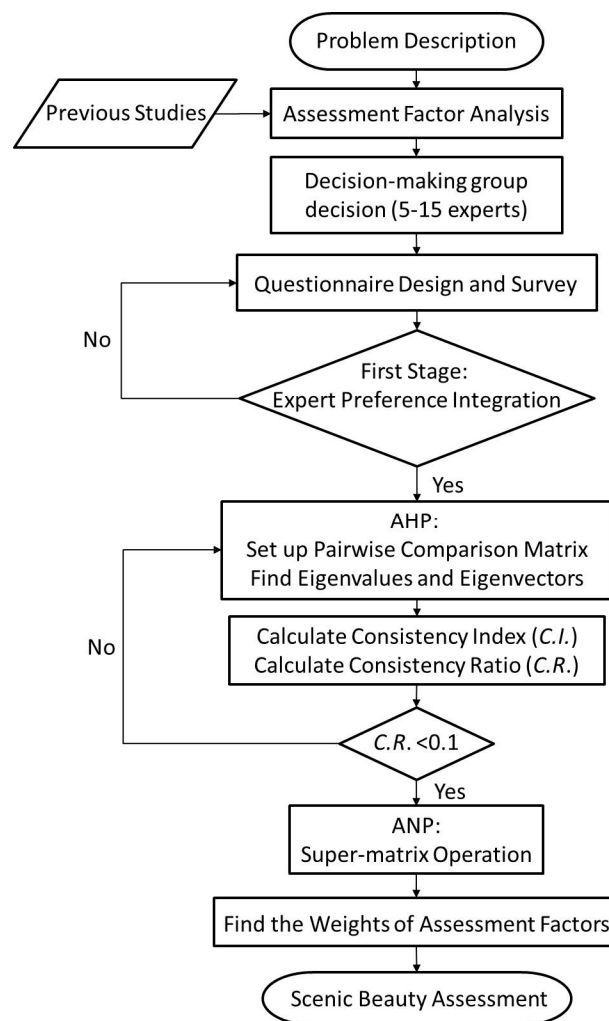 Problem Description
Previous Studies
Assessment Factor Analysis
Decision-making group
decision (5-15 experts)
Questionnaire Design and Survey
No
First Stage:
Expert Preference Integration
Yes
AHP:
Set up Pairwise Comparison Matrix
Find Eigenvalues and Eigenvectors
No
Calculate Consistency Index (C.I.)
Calculate Consistency Ratio (C.R.)
C.R. <0.1
Yes
ANP:
Super-matrix Operation
Find the Weights of Assessment Factors
Scenic Beauty Assessment